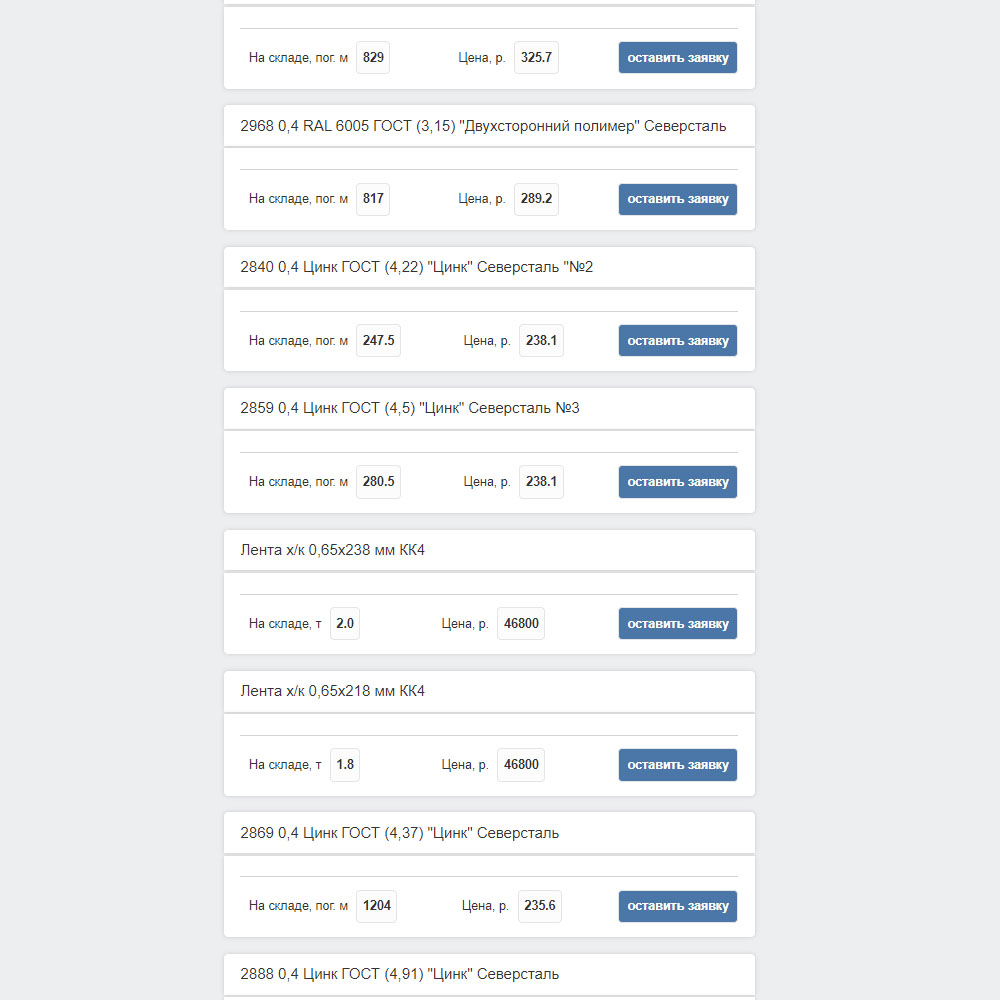 На складе, пог. м 829 Цена, р. 325.7 оставить заявку
2968 0,4 RAL 6005 ГОСТ (3,15) "Двухсторонний полимер" Северсталь
На складе, пог. м 817 Цена, р. 289.2 оставить заявку
2840 0,4 Цинк ГОСТ (4,22) "Цинк" Северсталь "№2
На складе, пог. м 247.5 Цена, р. 238.1 оставить заявку
2859 0,4 Цинк ГОСТ (4,5) "Цинк" Северсталь №3
На складе, пог. м 280.5 Цена, р. 238.1 оставить заявку
Лента х/к 0,65х238 мм КК4
На складе, т 2.0 Цена, р. 46800 оставить заявку
Лента х/к 0,65х218 мм КК4
На складе, т 1.8 Цена, р. 46800 оставить заявку
2869 0,4 Цинк ГОСТ (4,37) "Цинк" Северсталь
На складе, пог. м 1204 Цена, р. 235.6 оставить заявку
2888 0,4 Цинк ГОСТ (4,91) "Цинк" Северсталь